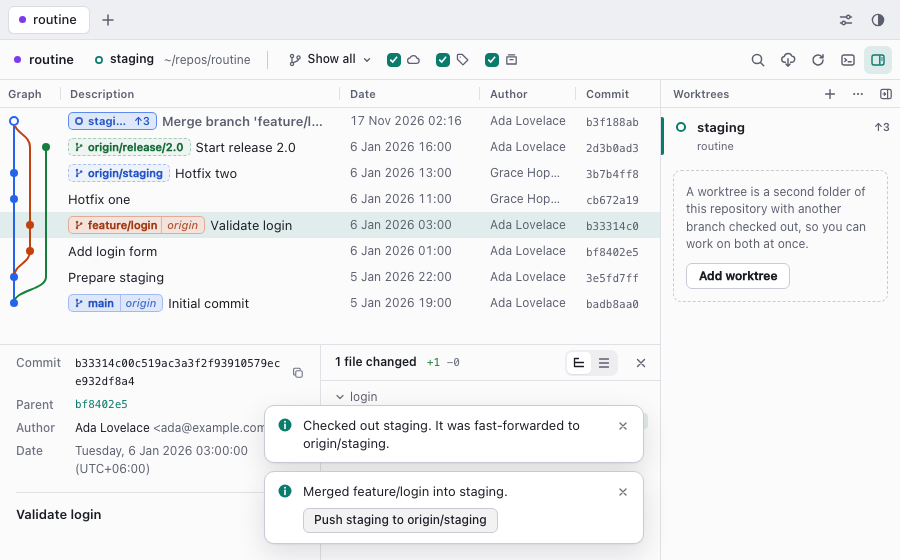 routine
routine staging ~/repos/routine Show all
Graph Description Date Author Commit Worktrees
stagi... ↑3 Merge branch 'feature/l... 17 Nov 2026 02:16 Ada Lovelace b3f188ab
origin/release/2.0 Start release 2.0 6 Jan 2026 16:00 Ada Lovelace 2d3b0ad3
origin/staging Hotfix two 6 Jan 2026 13:00 Grace Hop... 3b7b4ff8
Hotfix one 6 Jan 2026 11:00 Grace Hop... cb672a19
feature/login origin Validate login 6 Jan 2026 03:00 Ada Lovelace b33314c0
Add login form 6 Jan 2026 01:00 Ada Lovelace bf8402e5
Prepare staging 5 Jan 2026 22:00 Ada Lovelace 3e5fd7ff
main origin Initial commit 5 Jan 2026 19:00 Ada Lovelace badb8aa0
staging ↑3
routine
A worktree is a second folder of
this repository with another
branch checked out, so you can
work on both at once.
Add worktree
Commit b33314c00c519ac3a3f2f93910579ec
e932df8a4
Parent bf8402e5
Author Ada Lovelace <ada@example.com
Date Tuesday, 6 Jan 2026 03:00:00
(UTC+06:00)
Validate login
1 file changed +1 −0
login
Checked out staging. It was fast-forwarded to
origin/staging.
Merged feature/login into staging.
Push staging to origin/staging